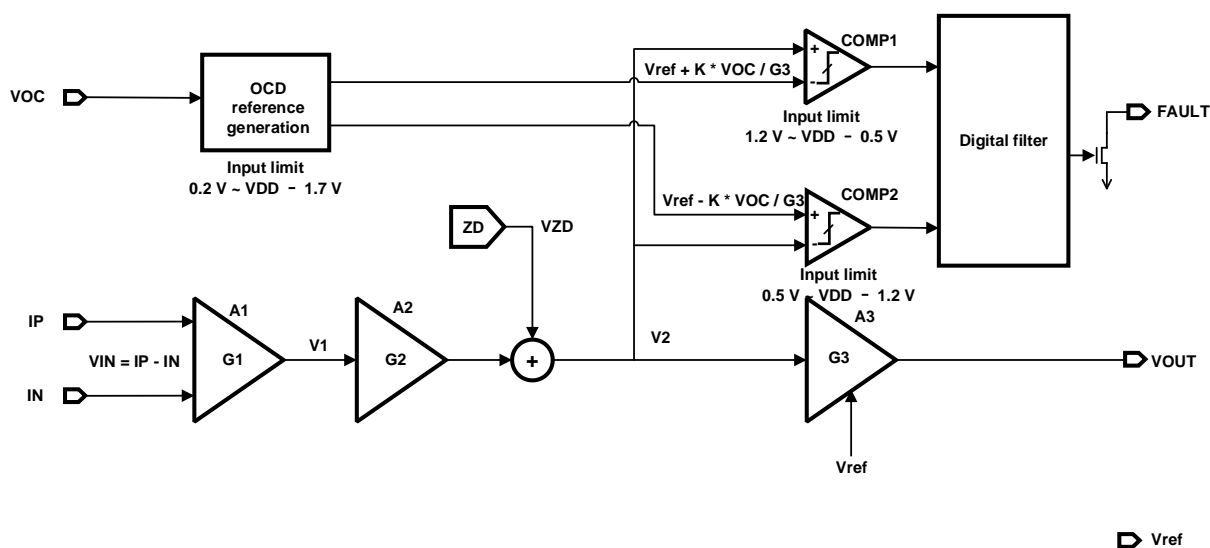 VOC
OCD
reference
generation
Input limit
0.2 V ~ VDD － 1.7 V
Vref + K * VOC / G3
+
-
COMP1
Input limit
1.2 V ~ VDD － 0.5 V
Digital filter
FAULT
Vref - K * VOC / G3
+
-
COMP2
Input limit
0.5 V ~ VDD － 1.2 V
ZD
VZD
IP
VIN = IP - IN
IN
A1
G1
V1
A2
G2
+
V2
A3
G3
VOUT
Vref
Vref